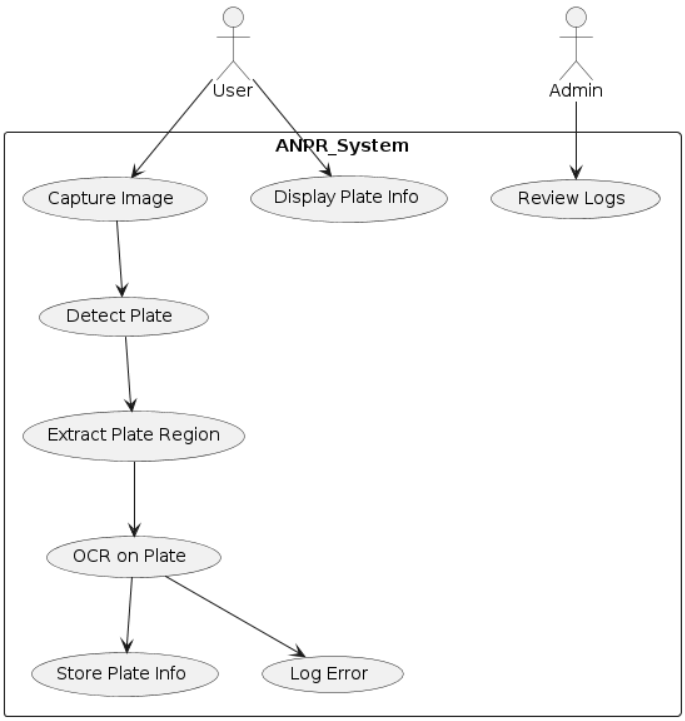 User
Admin
ANPR_System
Capture Image
Display Plate Info
Review Logs
Detect Plate
Extract Plate Region
OCR on Plate
Store Plate Info
Log Error